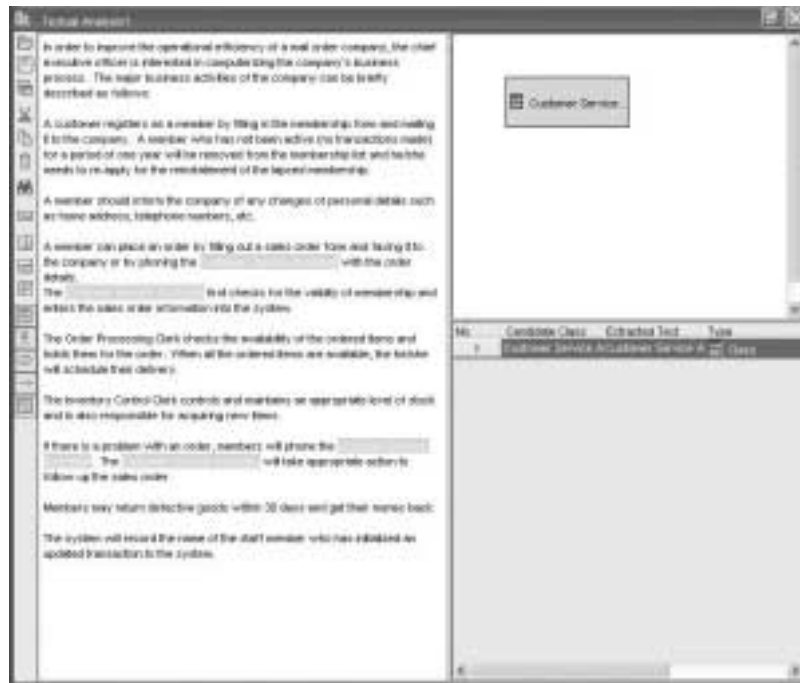 Textual Analysis1
In order to improve the operational efficiency of a mail order company, the chief
executive officer is interested in computerizing the company's business
process. The major business activities of the company can be briefly
described as follows:
A customer registers as a member by filling in the membership form and mailing
it to the company. A member who has not been active (no transactions made)
for a period of one year will be removed from the membership list and he/she
needs to re-apply for the reinstatement of the lapsed membership.
A member should inform the company of any changes of personal details such
as home address, telephone numbers, etc.
A member can place an order by filling out a sales order form and faxing it to
the company or by phoning the with the order
details.
The first checks for the validity of membership and
enters the sales order information into the system.
The Order Processing Clerk checks the availability of the ordered items and
holds them for the order. When all the ordered items are available, he/she
will schedule their delivery.
The Inventory Control Clerk controls and maintains an appropriate level of stock
and is also responsible for acquiring new items.
If there is a problem with an order, members will phone the
. The will take appropriate action to
follow up the sales order.
Members may return defective goods within 30 days and get their money back.
The system will record the name of the staff member who has initialized an
updated transaction to the system.
Customer Service
No. Candidate Class Extracted Text Type
Customer Service A Customer Service A Class